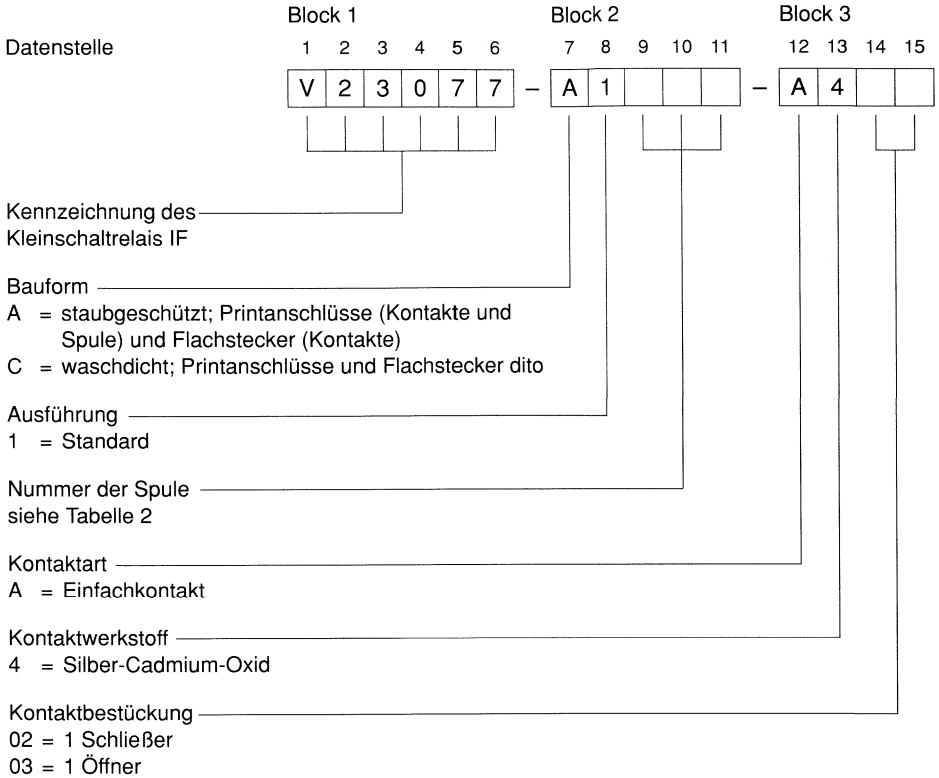 Block 1 Block 2 Block 3
Datenstelle 1 2 3 4 5 6 7 8 9 10 11 12 13 14 15
V 2 3 0 7 7 – A 1 – A 4
Kennzeichnung des
Kleinschaltrelais IF
Bauform
A = staubgeschützt; Printanschlüsse (Kontakte und
Spule) und Flachstecker (Kontakte)
C = waschdicht; Printanschlüsse und Flachstecker dito
Ausführung
1 = Standard
Nummer der Spule
siehe Tabelle 2
Kontaktart
A = Einfachkontakt
Kontaktwerkstoff
4 = Silber-Cadmium-Oxid
Kontaktbestückung
02 = 1 Schließer
03 = 1 Öffner